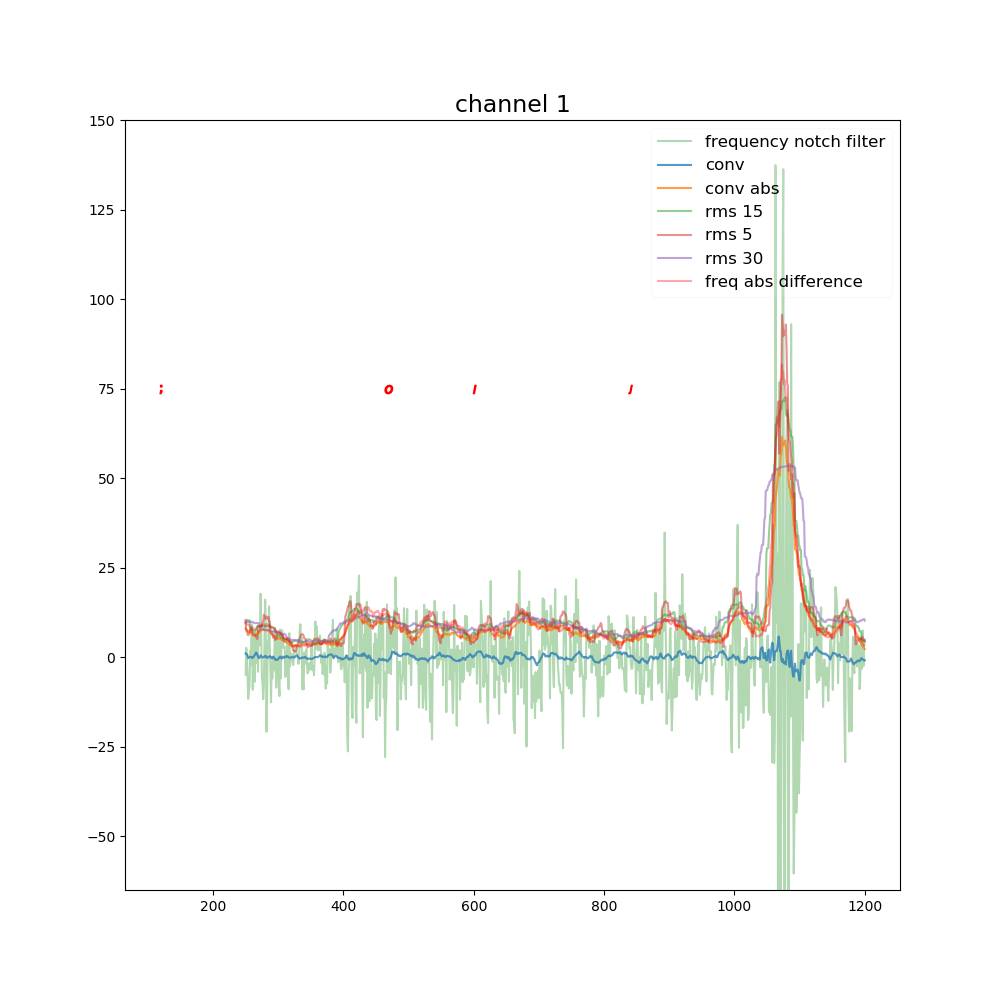 channel 1
150
125
100
75
50
25
0
−25
−50
frequency notch filter
conv
conv abs
rms 15
rms 5
rms 30
freq abs difference
; o l J
200 400 600 800 1000 1200